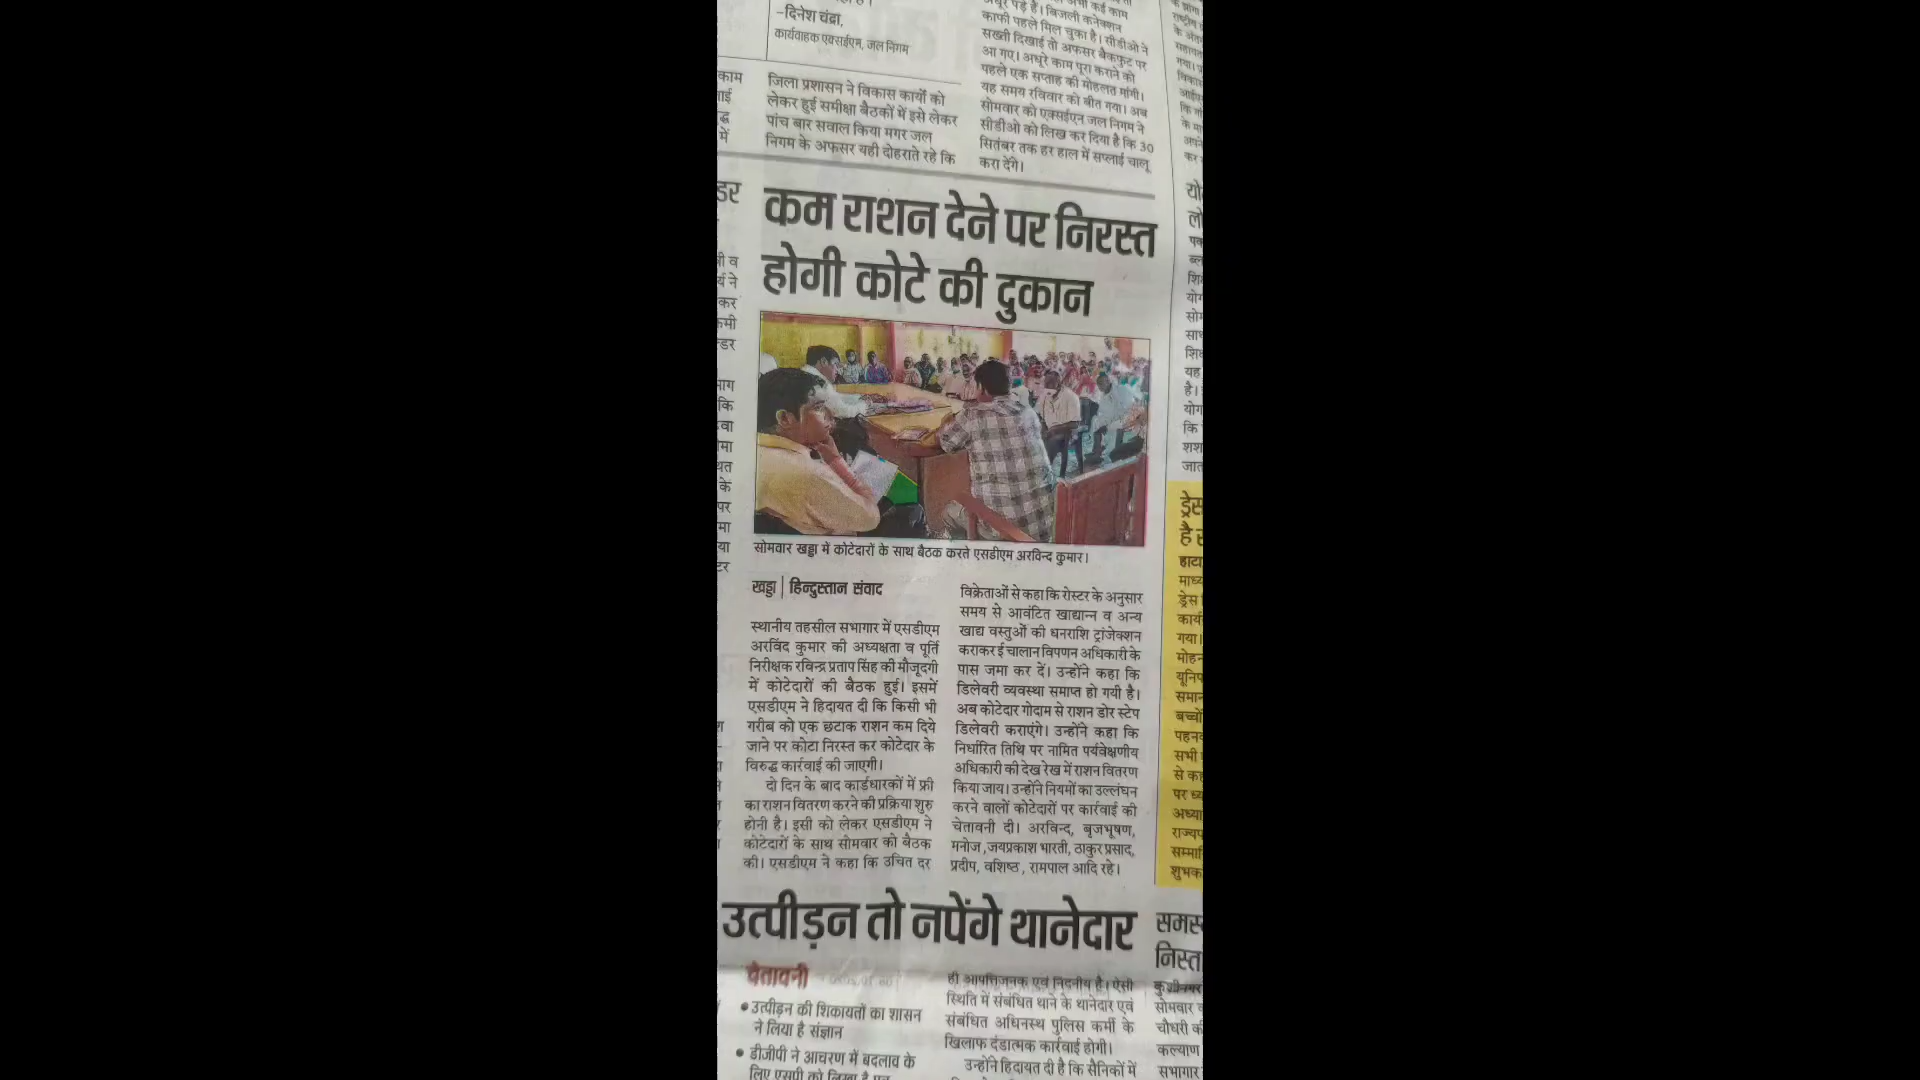 –दिनेश चंद्रा,
कार्यवाहक एक्सईएन, जल निगम
जिला प्रशासन ने विकास कार्यों को
लेकर हुई समीक्षा बैठकों में इसे लेकर
पांच बार सवाल किया मगर जल
निगम के अफसर यही दोहराते रहे कि
काफी पहले मिल चुका है। सीडीओ ने
सख्ती दिखाई तो अफसर बैकफुट पर
आ गए। अधूरे काम पूरा कराने को
पहले एक सप्ताह की मोहलत मांगी।
यह समय रविवार को बीत गया। अब
सोमवार को एक्सईएन जल निगम ने
सीडीओ को लिख कर दिया है कि 30
सितंबर तक हर हाल में सप्लाई चालू
करा देंगे।
कम राशन देने पर निरस्त
होगी कोटे की दुकान
सोमवार खड्डा में कोटेदारों के साथ बैठक करते एसडीएम अरविन्द कुमार।
खड्डा | हिन्दुस्तान संवाद
स्थानीय तहसील सभागार में एसडीएम
अरविंद कुमार की अध्यक्षता व पूर्ति
निरीक्षक रविन्द्र प्रताप सिंह की मौजूदगी
में कोटेदारों की बैठक हुई। इसमें
एसडीएम ने हिदायत दी कि किसी भी
गरीब को एक छटाक राशन कम दिये
जाने पर कोटा निरस्त कर कोटेदार के
विरुद्ध कार्रवाई की जाएगी।
दो दिन के बाद कार्डधारकों में फ्री
का राशन वितरण करने की प्रक्रिया शुरु
होनी है। इसी को लेकर एसडीएम ने
कोटेदारों के साथ सोमवार को बैठक
की। एसडीएम ने कहा कि उचित दर
विक्रेताओं से कहा कि रोस्टर के अनुसार
समय से आवंटित खाद्यान्न व अन्य
खाद्य वस्तुओं की धनराशि ट्रांजेक्शन
कराकर ई चालान विपणन अधिकारी के
पास जमा कर दें। उन्होंने कहा कि
डिलेवरी व्यवस्था समाप्त हो गयी है।
अब कोटेदार गोदाम से राशन डोर स्टेप
डिलेवरी कराएंगे। उन्होंने कहा कि
निर्धारित तिथि पर नामित पर्यवेक्षणीय
अधिकारी की देख रेख में राशन वितरण
किया जाय। उन्होंने नियमों का उल्लंघन
करने वालों कोटेदारों पर कार्रवाई की
चेतावनी दी। अरविन्द, बृजभूषण,
मनोज ,जयप्रकाश भारती, ठाकुर प्रसाद,
प्रदीप, वशिष्ठ , रामपाल आदि रहे।
उत्पीड़न तो नपेंगे थानेदार
चेतावनी
• उत्पीड़न की शिकायतों का शासन
ने लिया है संज्ञान
• डीजीपी ने आचरण में बदलाव के
लिए एसपी को लिखा है पत्र
ही आपत्तिजनक एवं निंदनीय है। ऐसी
स्थिति में संबंधित थाने के थानेदार एवं
संबंधित अधिनस्थ पुलिस कर्मी के
खिलाफ दंडात्मक कार्रवाई होगी।
उन्होंने हिदायत दी है कि सैनिकों में